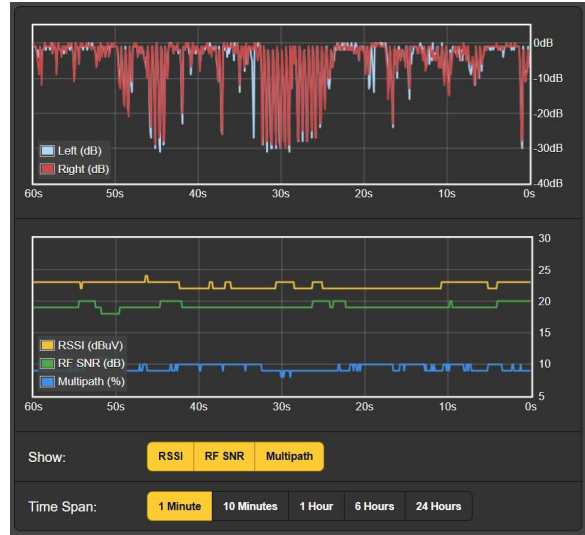 0dB
-10dB
-20dB
-30dB
-40dB
Left (dB)
Right (dB)
60s 50s 40s 30s 20s 10s 0s
30
25
20
15
10
5
RSSI (dBuV)
RF SNR (dB)
Multipath (%)
60s 50s 40s 30s 20s 10s 0s
Show: RSSI RF SNR Multipath
Time Span: 1 Minute 10 Minutes 1 Hour 6 Hours 24 Hours